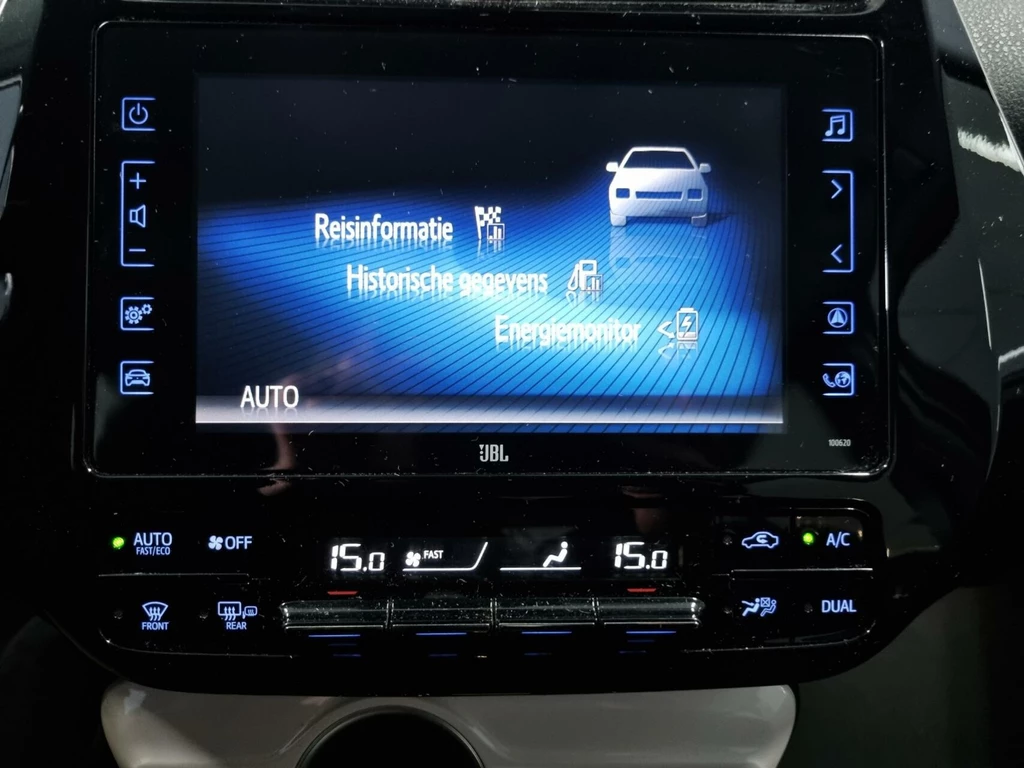 Reisinformatie
Historische gegevens
Energiemonitor
AUTO
JBL
100620
AUTO
FAST/ECO
OFF
15.0
FAST
15.0
A/C
FRONT
REAR
DUAL